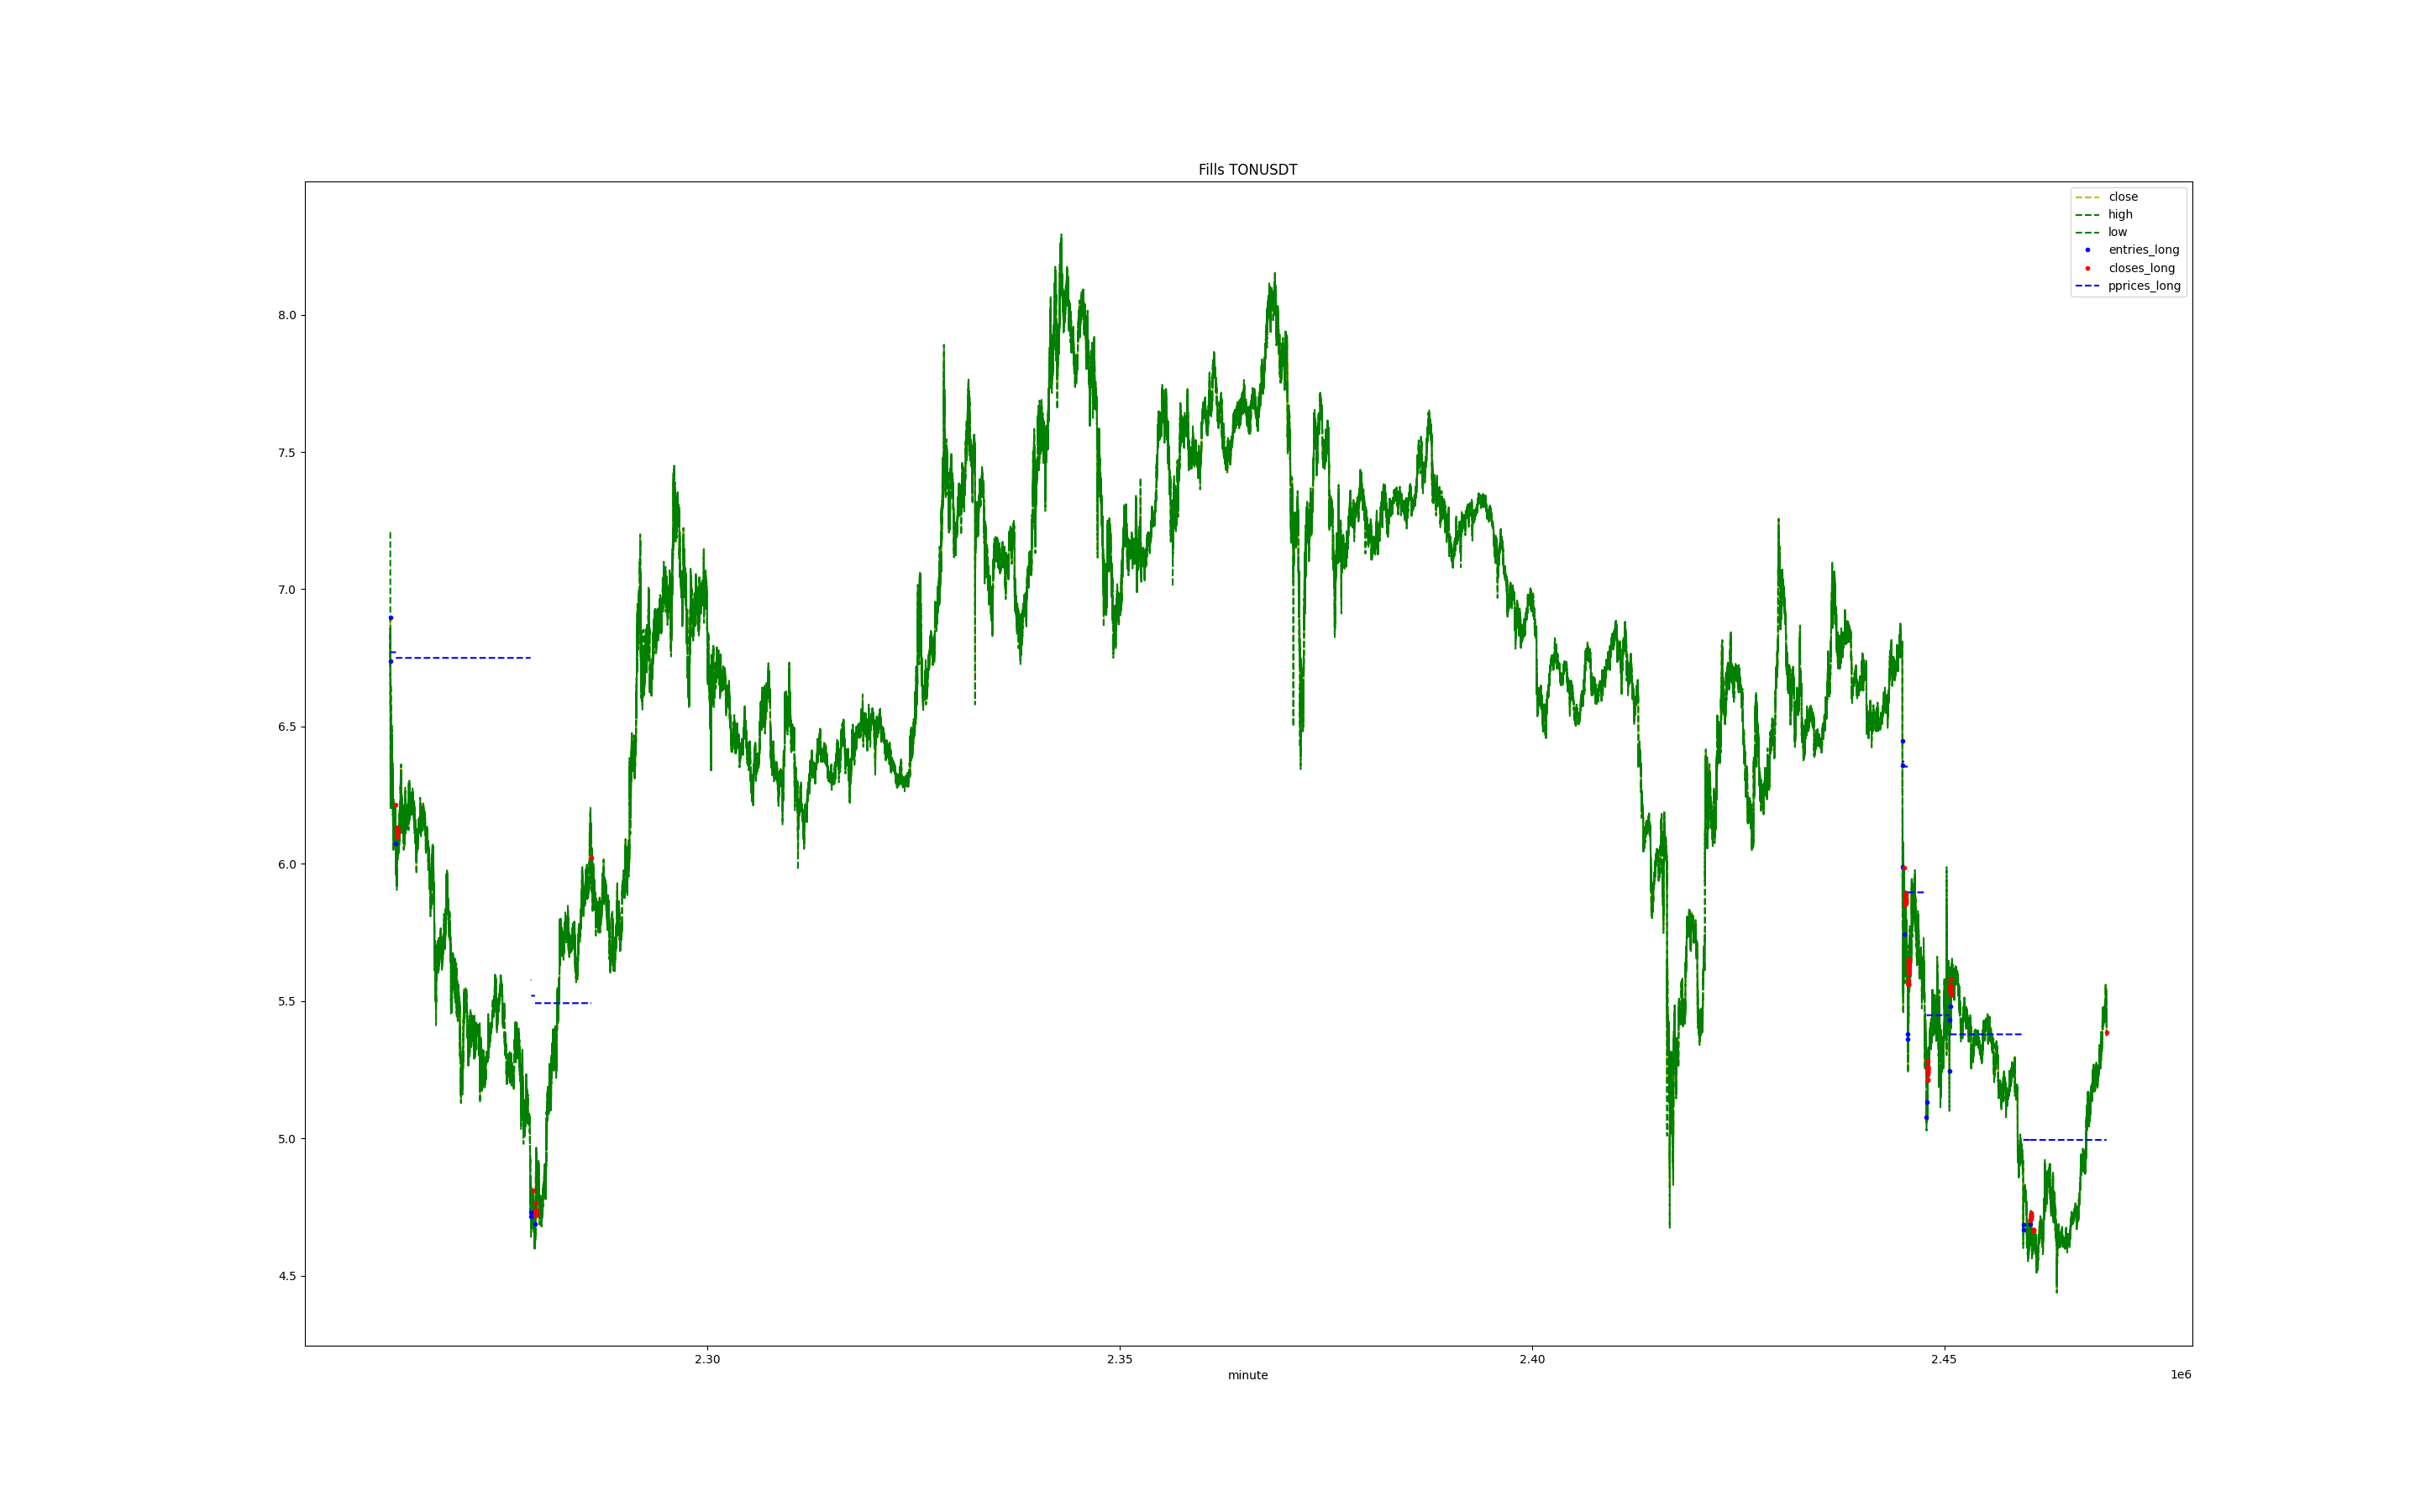 Fills TONUSDT
close
high
low
entries_long
closes_long
pprices_long
8.0
7.5
7.0
6.5
6.0
5.5
5.0
4.5
2.30 2.35 2.40 2.45
minute
1e6